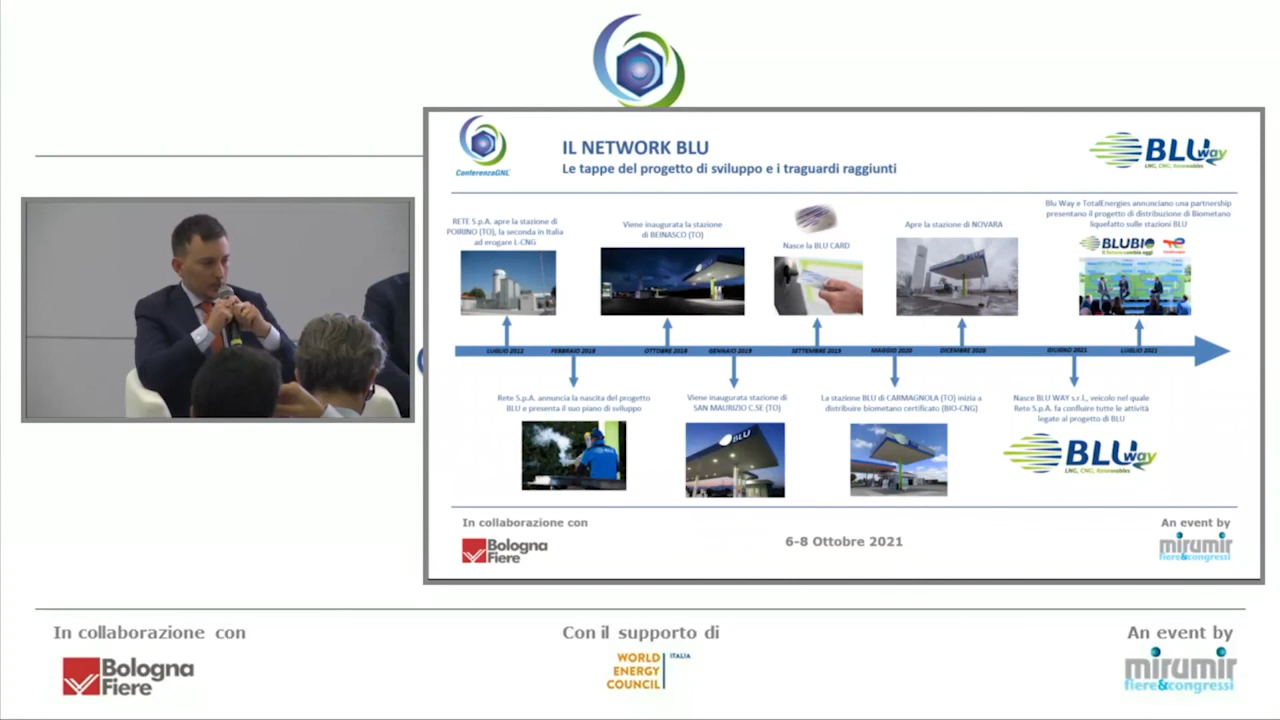 IL NETWORK BLU
Le tappe del progetto di sviluppo e i traguardi raggiunti
ConferenzaGNL
BLUway
LNG, CNG, Renewables
RETE S.p.A. apre la stazione di
POIRINO (TO), la seconda in Italia
ad erogare L-CNG
Viene inaugurata la stazione
di BEINASCO (TO)
Nasce la BLU CARD
Apre la stazione di NOVARA
Blu Way e TotalEnergies annunciano una partnership
presentano il progetto di distribuzione di Biometano
liquefatto sulle stazioni BLU
BLUBIO
Il futuro cambia oggi
TotalEnergies
LUGLIO 2012
FEBBRAIO 2018
OTTOBRE 2018
GENNAIO 2019
SETTEMBRE 2019
MAGGIO 2020
DICEMBRE 2020
GIUGNO 2021
LUGLIO 2021
Rete S.p.A. annuncia la nascita del progetto
BLU e presenta il suo piano di sviluppo
Viene inaugurata stazione di
SAN MAURIZIO C.SE (TO)
La stazione BLU di CARMAGNOLA (TO) inizia a
distribuire biometano certificato (BIO-CNG)
Nasce BLU WAY s.r.l., veicolo nel quale
Rete S.p.A. fa confluire tutte le attività
legate al progetto di BLU
BLU
BLUway
LNG, CNG, Renewables
In collaborazione con
Bologna
Fiere
6-8 Ottobre 2021
An event by
mirumir
fiere&congressi
In collaborazione con
Bologna
Fiere
Con il supporto di
WORLD
ENERGY
COUNCIL
ITALIA
An event by
mirumir
fiere&congressi